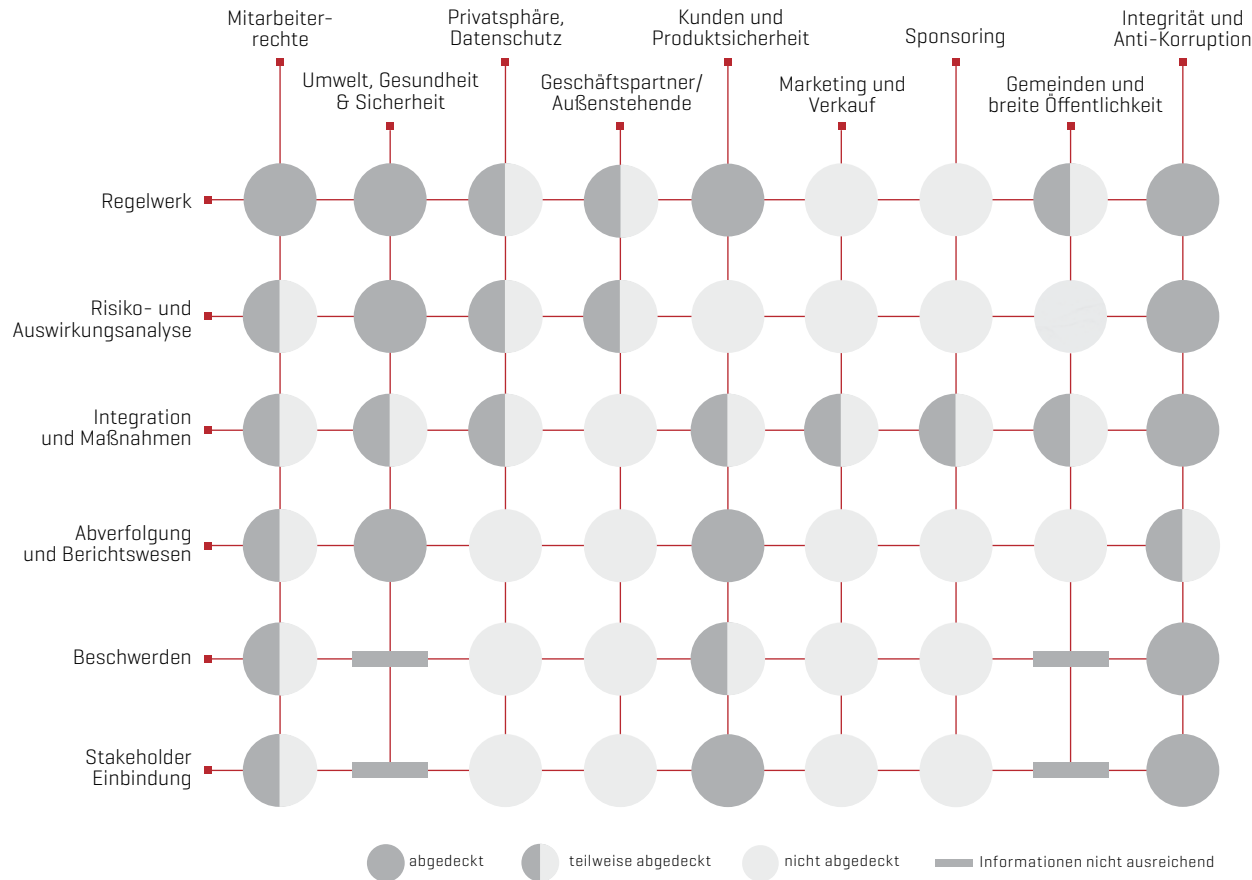 Mitarbeiter-
rechte
Privatsphäre,
Datenschutz
Kunden und
Produktsicherheit
Sponsoring
Integrität und
Anti-Korruption
Umwelt, Gesundheit
& Sicherheit
Geschäftspartner/
Außenstehende
Marketing und
Verkauf
Gemeinden und
breite Öffentlichkeit
Regelwerk
Risiko- und
Auswirkungsanalyse
Integration
und Maßnahmen
Abverfolgung
und Berichtswesen
Beschwerden
Stakeholder
Einbindung
abgedeckt
teilweise abgedeckt
nicht abgedeckt
Informationen nicht ausreichend